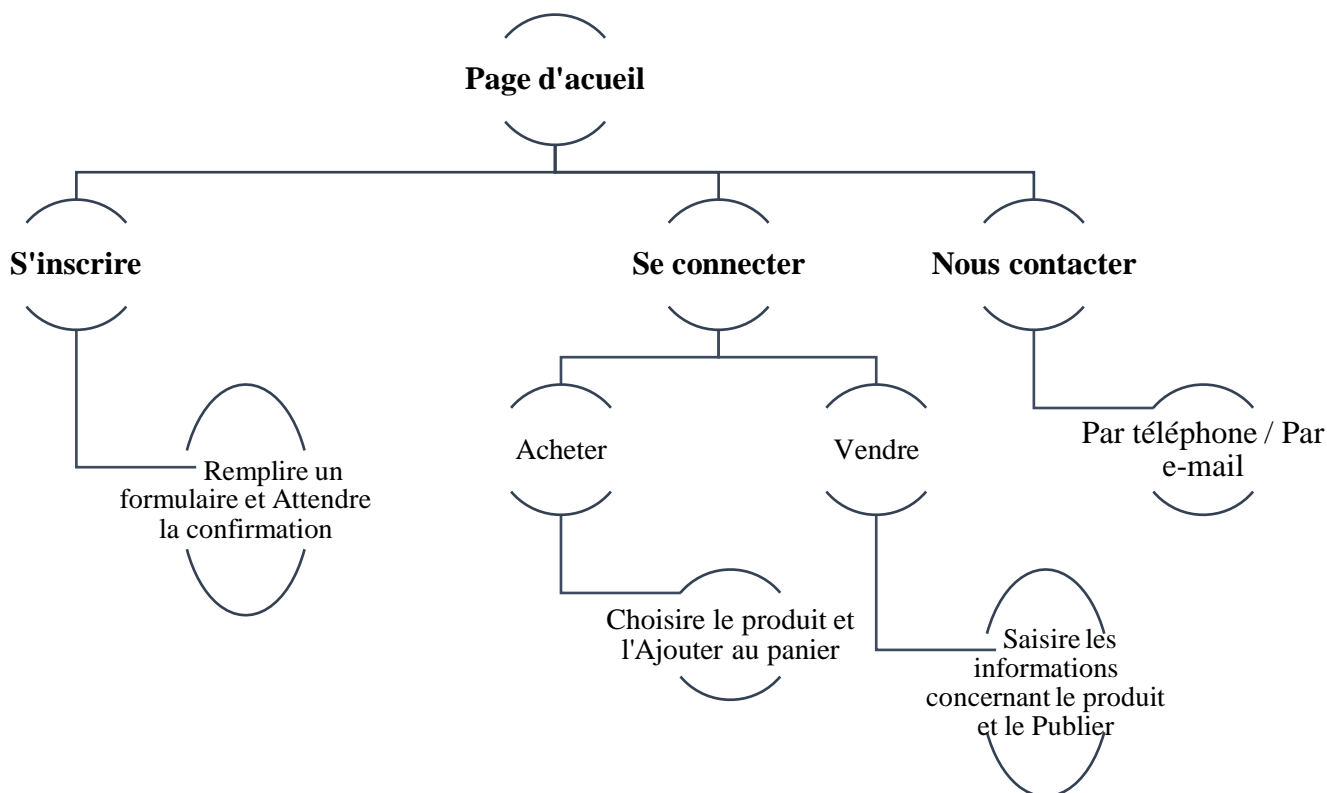 Page d'acueil
S'inscrire
Se connecter
Nous contacter
Remplire un
formulaire et Attendre
la confirmation
Acheter
Vendre
Par téléphone / Par
e-mail
Choisire le produit et
l'Ajouter au panier
Saisire les
informations
concernant le produit
et le Publier